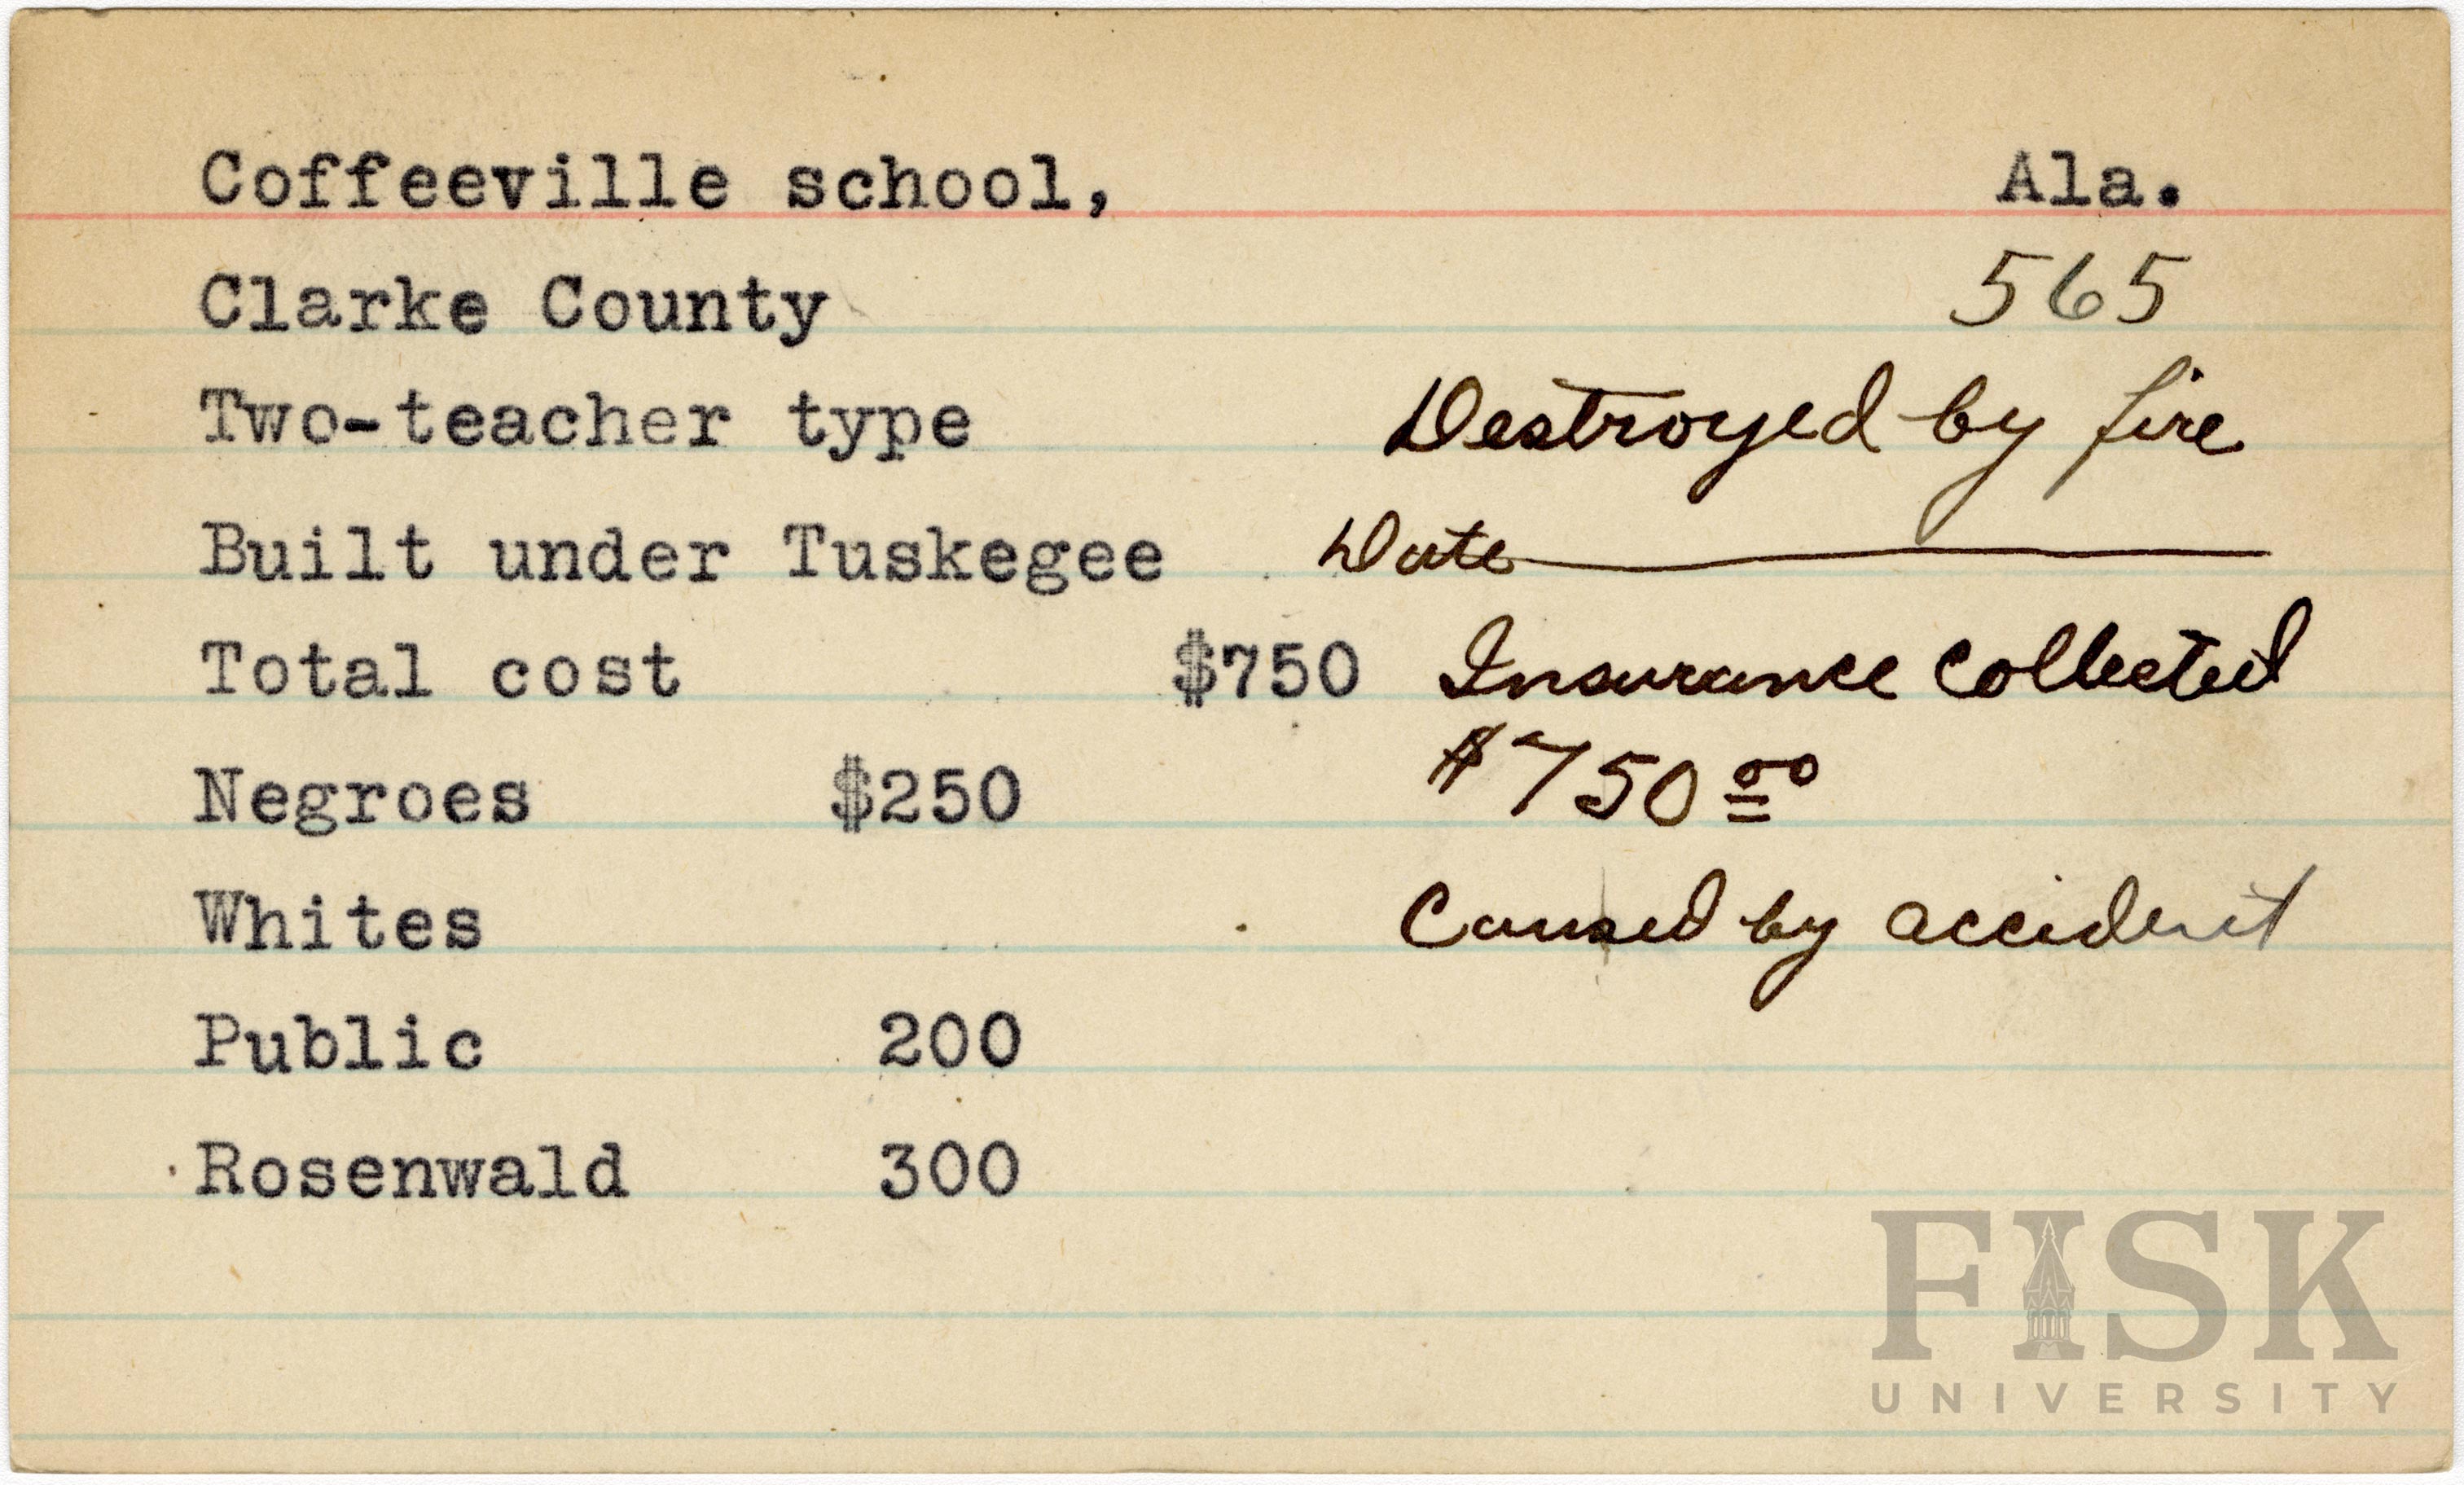 Coffeeville school, Ala.
Clarke County 565
Two-teacher type Destroyed by fire
Built under Tuskegee Date
Total cost $750 Insurance collected
Negroes $250 $750 00
Whites Caused by accident
Public 200
Rosenwald 300
FISK
UNIVERSITY